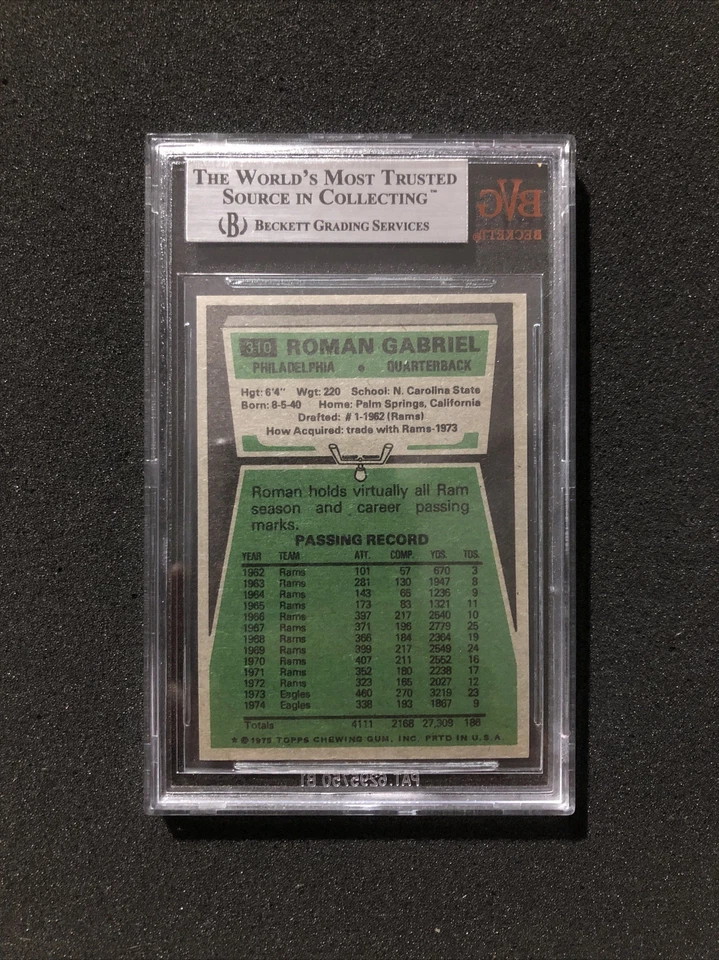 THE WORLD'S MOST TRUSTED
SOURCE IN COLLECTING™
(B) BECKETT GRADING SERVICES
BVG
BECKETT
310 ROMAN GABRIEL
PHILADELPHIA • QUARTERBACK
Hgt: 6'4" Wgt: 220 School: N. Carolina State
Born: 8-5-40 Home: Palm Springs, California
Drafted: #1-1962 (Rams)
How Acquired: trade with Rams-1973
Roman holds virtually all Ram
season and career passing
marks.
PASSING RECORD
YEAR TEAM ATT. COMP. YDS. TDS.
1962 Rams 101 57 670 3
1963 Rams 281 130 1947 8
1964 Rams 143 65 1236 9
1965 Rams 173 83 1321 11
1966 Rams 397 217 2540 10
1967 Rams 371 196 2779 25
1968 Rams 366 184 2364 19
1969 Rams 399 217 2549 24
1970 Rams 407 211 2552 16
1971 Rams 352 180 2238 17
1972 Rams 323 165 2027 12
1973 Eagles 460 270 3219 23
1974 Eagles 338 193 1867 9
Totals 4111 2168 27,309 186
* © 1975 TOPPS CHEWING GUM, INC. PRTD IN U.S.A.
PAT. 6295750 B1